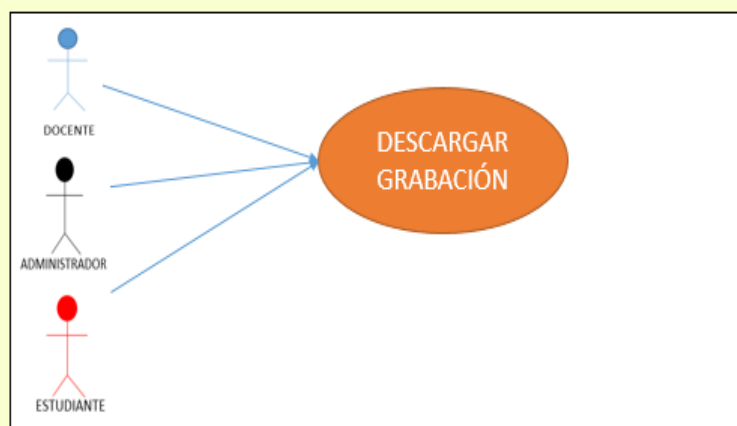 DOCENTE
DESCARGAR
GRABACIÓN
ADMINISTRADOR
ESTUDIANTE